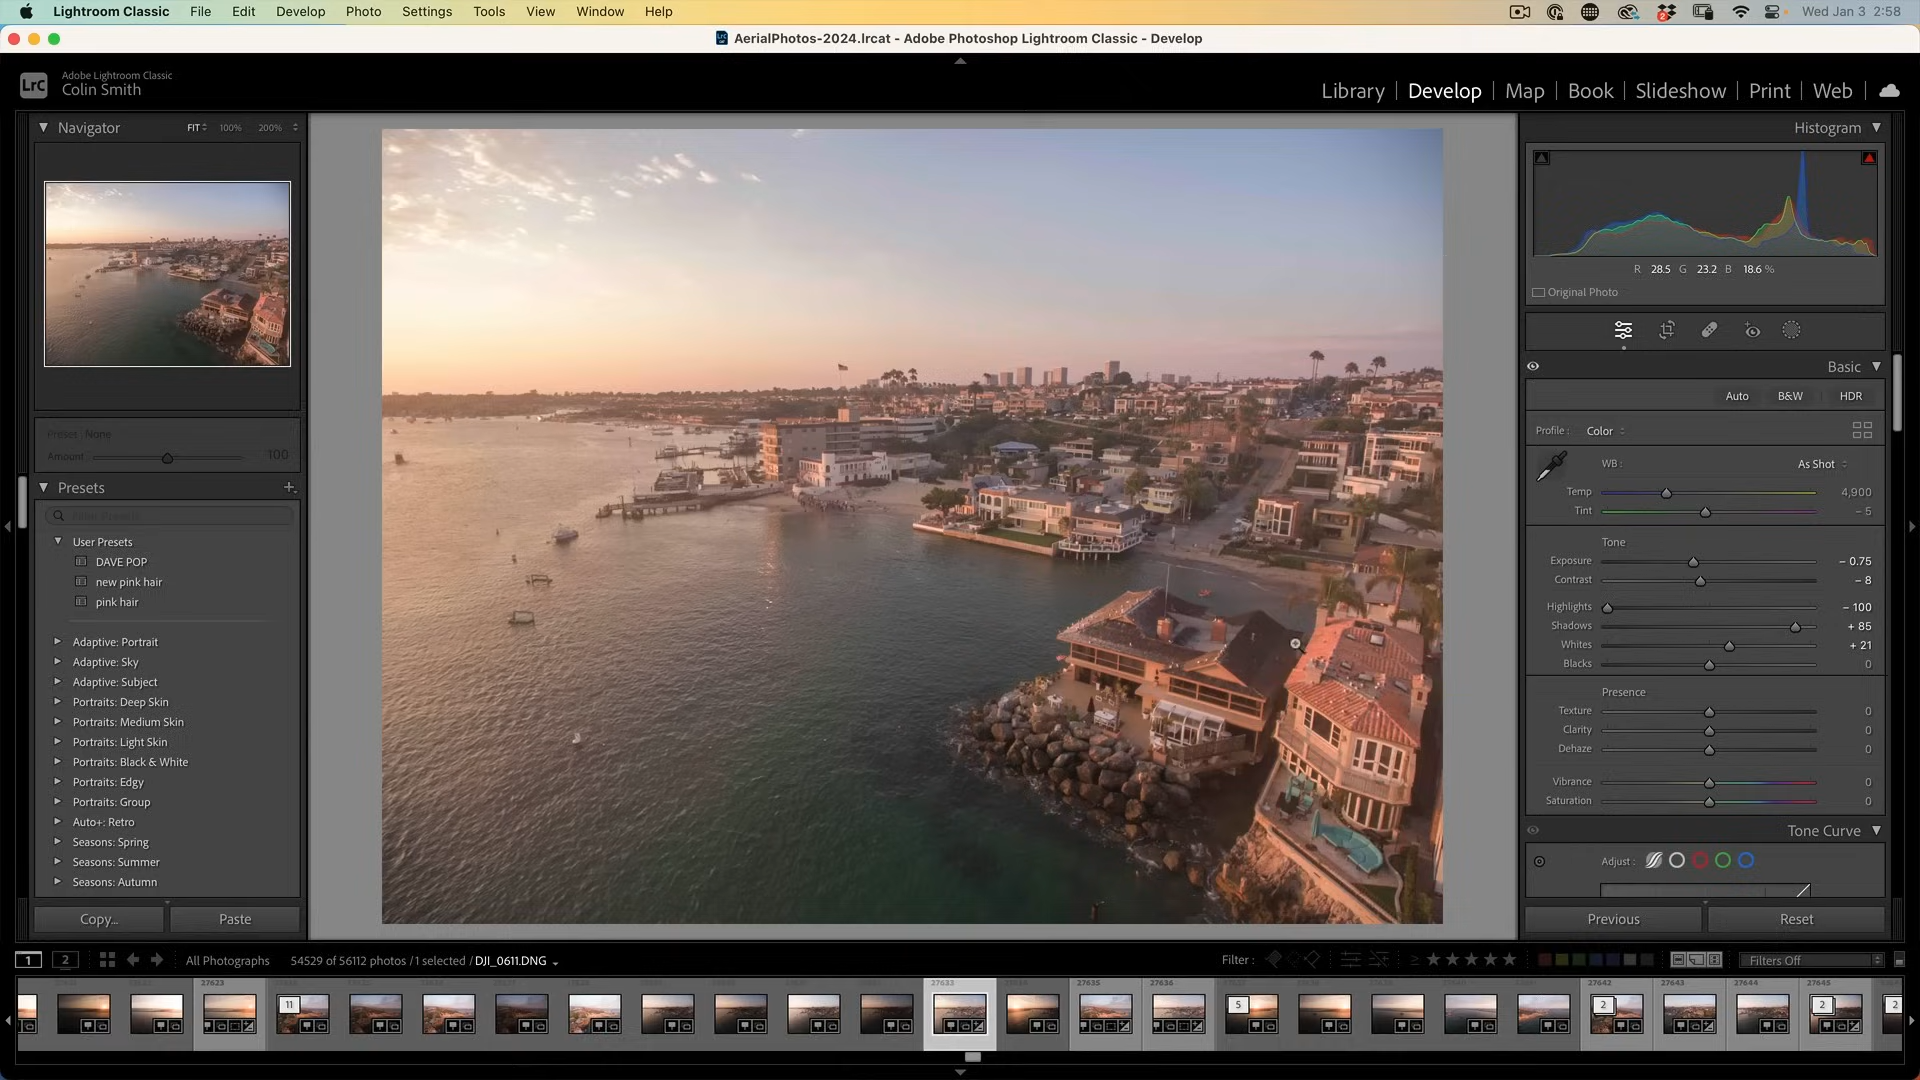 Lightroom Classic File Edit Develop Photo Settings Tools View Window Help
2
Wed Jan 3 2:58
AerialPhotos-2024.lrcat - Adobe Photoshop Lightroom Classic - Develop
LrC
Adobe Lightroom Classic
Colin Smith
Library | Develop | Map | Book | Slideshow | Print | Web
Navigator FIT 100% 200%
Preset : None
Amount 100
Presets
Filter Presets
User Presets
DAVE POP
new pink hair
pink hair
Adaptive: Portrait
Adaptive: Sky
Adaptive: Subject
Portraits: Deep Skin
Portraits: Medium Skin
Portraits: Light Skin
Portraits: Black & White
Portraits: Edgy
Portraits: Group
Auto+: Retro
Seasons: Spring
Seasons: Summer
Seasons: Autumn
Copy... Paste
Histogram
R 28.5 G 23.2 B 18.6 %
Original Photo
Basic
Auto B&W HDR
Profile : Color
WB : As Shot
Temp 4,900
Tint - 5
Tone
Exposure - 0.75
Contrast - 8
Highlights - 100
Shadows + 85
Whites + 21
Blacks 0
Presence
Texture 0
Clarity 0
Dehaze 0
Vibrance 0
Saturation 0
Tone Curve
Adjust :
Previous Reset
1 2 All Photographs 54529 of 56112 photos / 1 selected / DJI_0611.DNG
Filter : ≥ ★★★★★ Filters Off
27623 27633 27635 27636 27642 27643 27644 27645
11 5 2 2 2